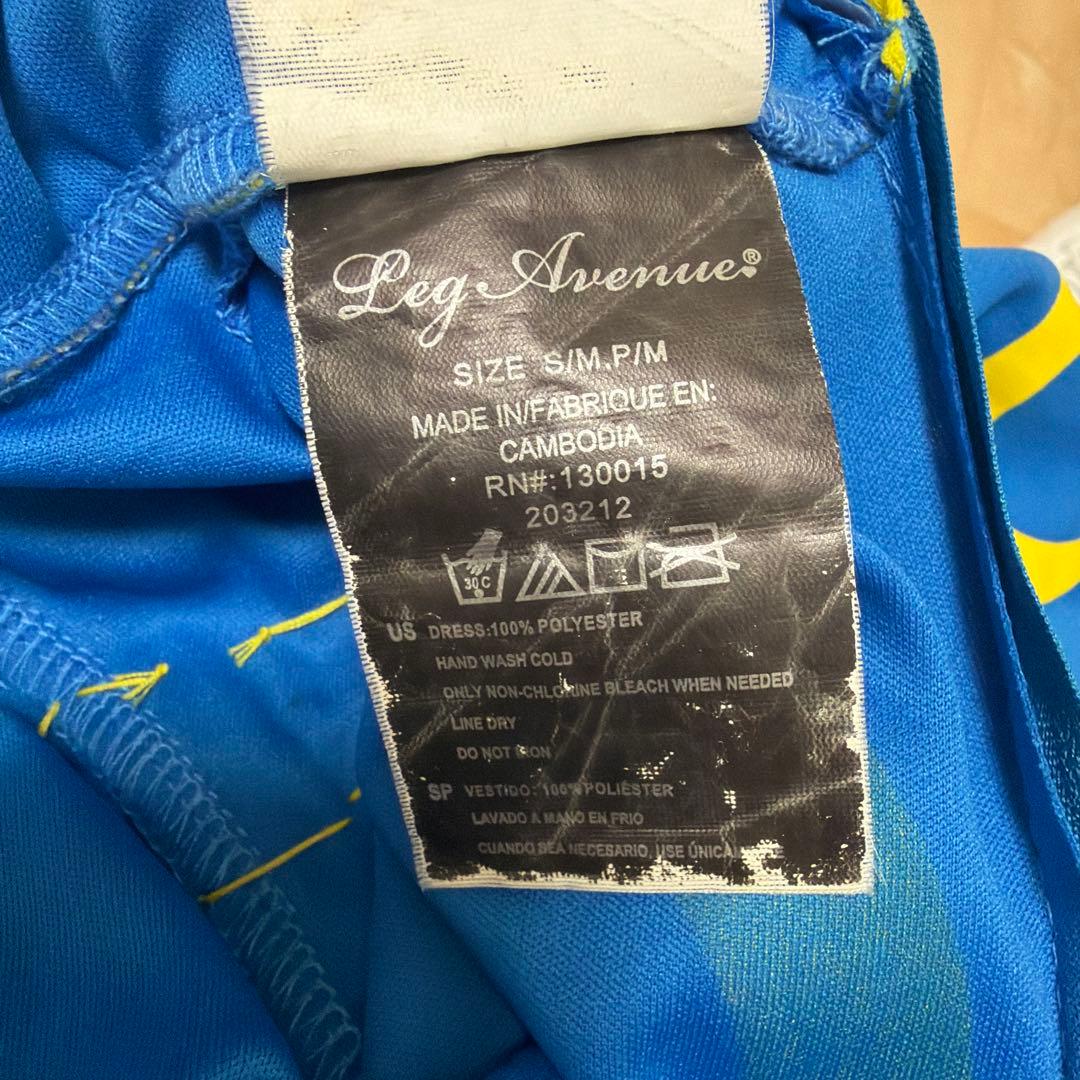 Leg Avenue®
SIZE S/M.P/M
MADE IN/FABRIQUE EN:
CAMBODIA
RN#:130015
203212
30 C
US DRESS:100% POLYESTER
HAND WASH COLD
ONLY NON-CHLORINE BLEACH WHEN NEEDED
LINE DRY
DO NOT IRON
SP VESTIDO: 100% POLIÉSTER
LAVADO A MANO EN FRIO
CUANDO SEA NECESARIO, USE ÚNICA